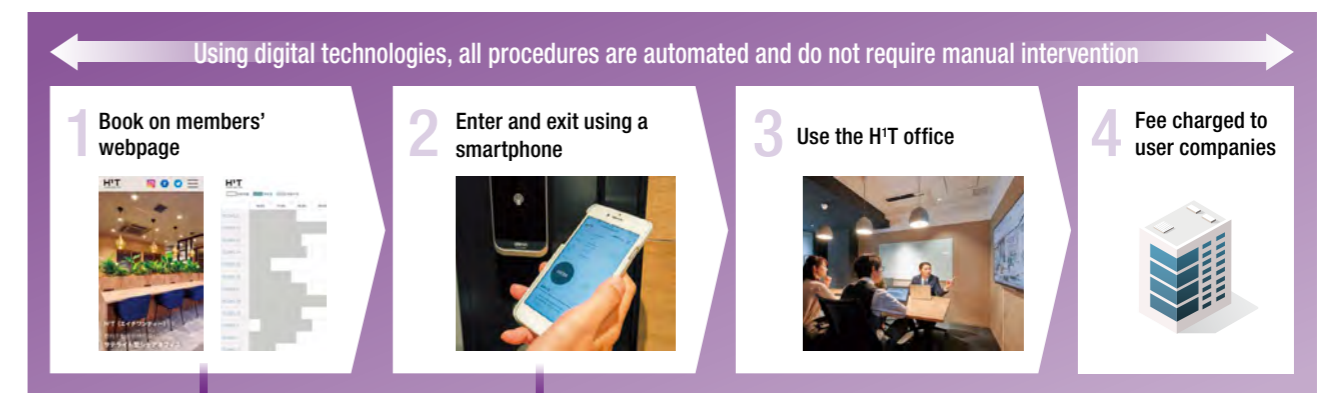 Using digital technologies, all procedures are automated and do not require manual intervention
1
Book on members'
webpage
H¹T
H¹T
H¹T（エイチワンティー）
サテライト型シェアオフィス
2
Enter and exit using a
smartphone
3
Use the H¹T office
4
Fee charged to
user companies